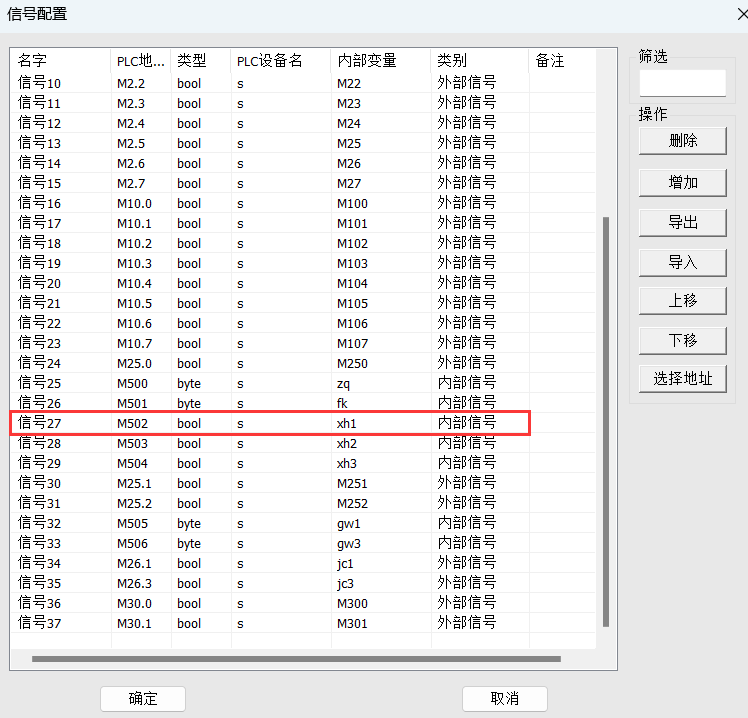 信号配置
名字 PLC地... 类型 PLC设备名 内部变量 类别 备注
信号10 M2.2 bool s M22 外部信号
信号11 M2.3 bool s M23 外部信号
信号12 M2.4 bool s M24 外部信号
信号13 M2.5 bool s M25 外部信号
信号14 M2.6 bool s M26 外部信号
信号15 M2.7 bool s M27 外部信号
信号16 M10.0 bool s M100 外部信号
信号17 M10.1 bool s M101 外部信号
信号18 M10.2 bool s M102 外部信号
信号19 M10.3 bool s M103 外部信号
信号20 M10.4 bool s M104 外部信号
信号21 M10.5 bool s M105 外部信号
信号22 M10.6 bool s M106 外部信号
信号23 M10.7 bool s M107 外部信号
信号24 M25.0 bool s M250 外部信号
信号25 M500 byte s zq 内部信号
信号26 M501 byte s fk 内部信号
信号27 M502 bool s xh1 内部信号
信号28 M503 bool s xh2 内部信号
信号29 M504 bool s xh3 内部信号
信号30 M25.1 bool s M251 外部信号
信号31 M25.2 bool s M252 外部信号
信号32 M505 byte s gw1 内部信号
信号33 M506 byte s gw3 内部信号
信号34 M26.1 bool s jc1 外部信号
信号35 M26.3 bool s jc3 外部信号
信号36 M30.0 bool s M300 外部信号
信号37 M30.1 bool s M301 外部信号
筛选
操作
删除
增加
导出
导入
上移
下移
选择地址
确定
取消